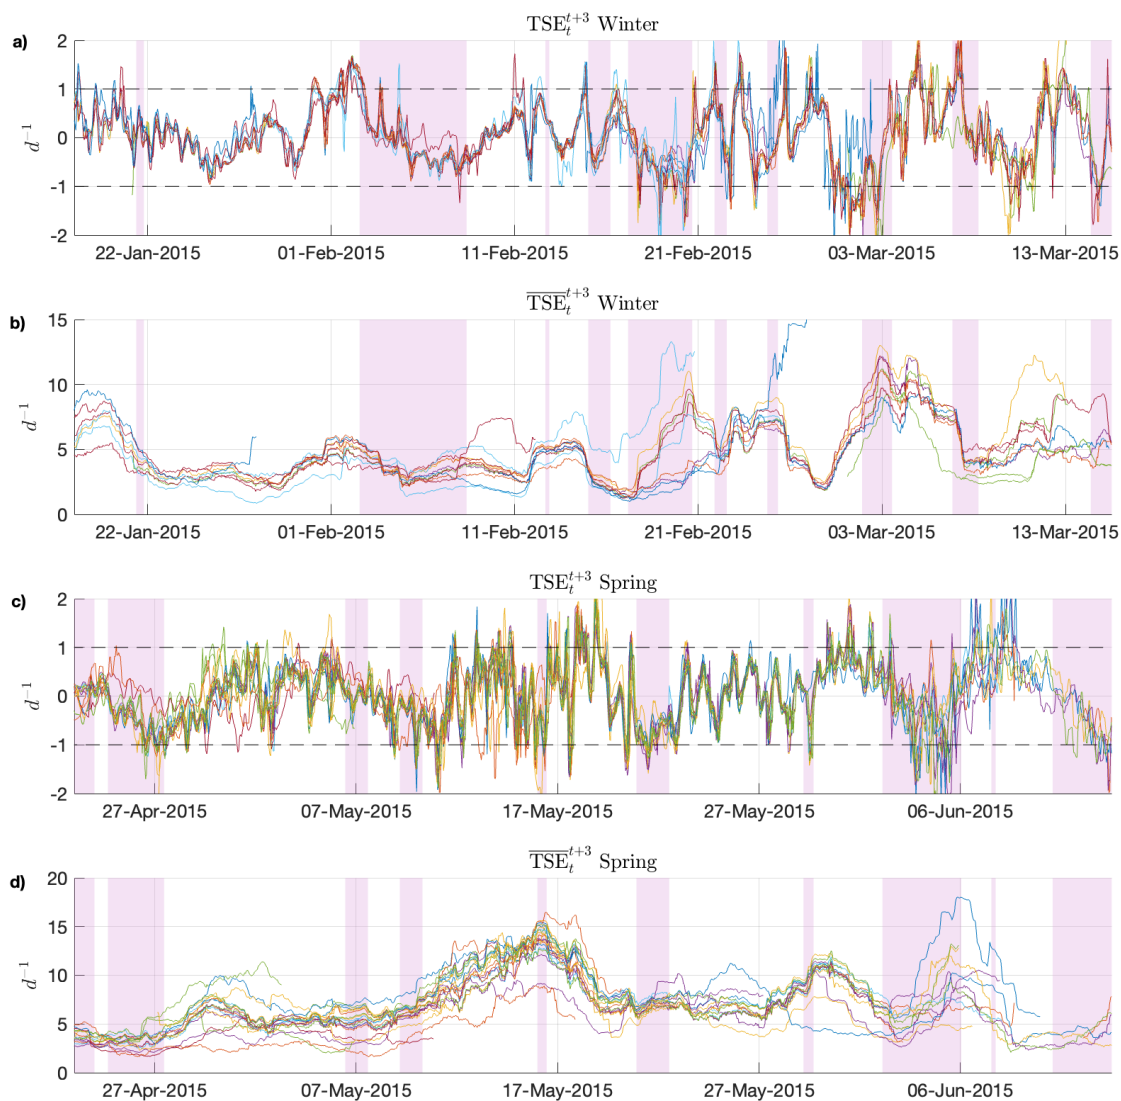 TSE_t^{t+3} Winter
a)
2
1
0
-1
-2
d^{-1}
22-Jan-2015 01-Feb-2015 11-Feb-2015 21-Feb-2015 03-Mar-2015 13-Mar-2015
\overline{TSE}_t^{t+3} Winter
b)
15
10
5
0
d^{-1}
22-Jan-2015 01-Feb-2015 11-Feb-2015 21-Feb-2015 03-Mar-2015 13-Mar-2015
TSE_t^{t+3} Spring
c)
2
1
0
-1
-2
d^{-1}
27-Apr-2015 07-May-2015 17-May-2015 27-May-2015 06-Jun-2015
\overline{TSE}_t^{t+3} Spring
d)
20
15
10
5
0
d^{-1}
27-Apr-2015 07-May-2015 17-May-2015 27-May-2015 06-Jun-2015